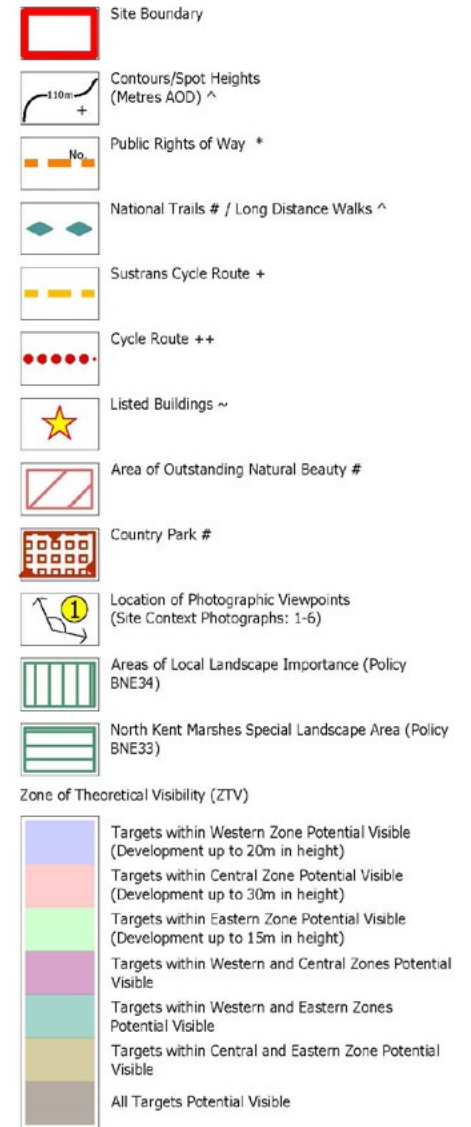 Site Boundary
110m
+
Contours/Spot Heights
(Metres AOD) ^
No.
Public Rights of Way *
National Trails # / Long Distance Walks ^
Sustrans Cycle Route +
Cycle Route ++
Listed Buildings ~
Area of Outstanding Natural Beauty #
Country Park #
1
Location of Photographic Viewpoints
(Site Context Photographs: 1-6)
Areas of Local Landscape Importance (Policy
BNE34)
North Kent Marshes Special Landscape Area (Policy
BNE33)
Zone of Theoretical Visibility (ZTV)
Targets within Western Zone Potential Visible
(Development up to 20m in height)
Targets within Central Zone Potential Visible
(Development up to 30m in height)
Targets within Eastern Zone Potential Visible
(Development up to 15m in height)
Targets within Western and Central Zones Potential
Visible
Targets within Western and Eastern Zones
Potential Visible
Targets within Central and Eastern Zone Potential
Visible
All Targets Potential Visible